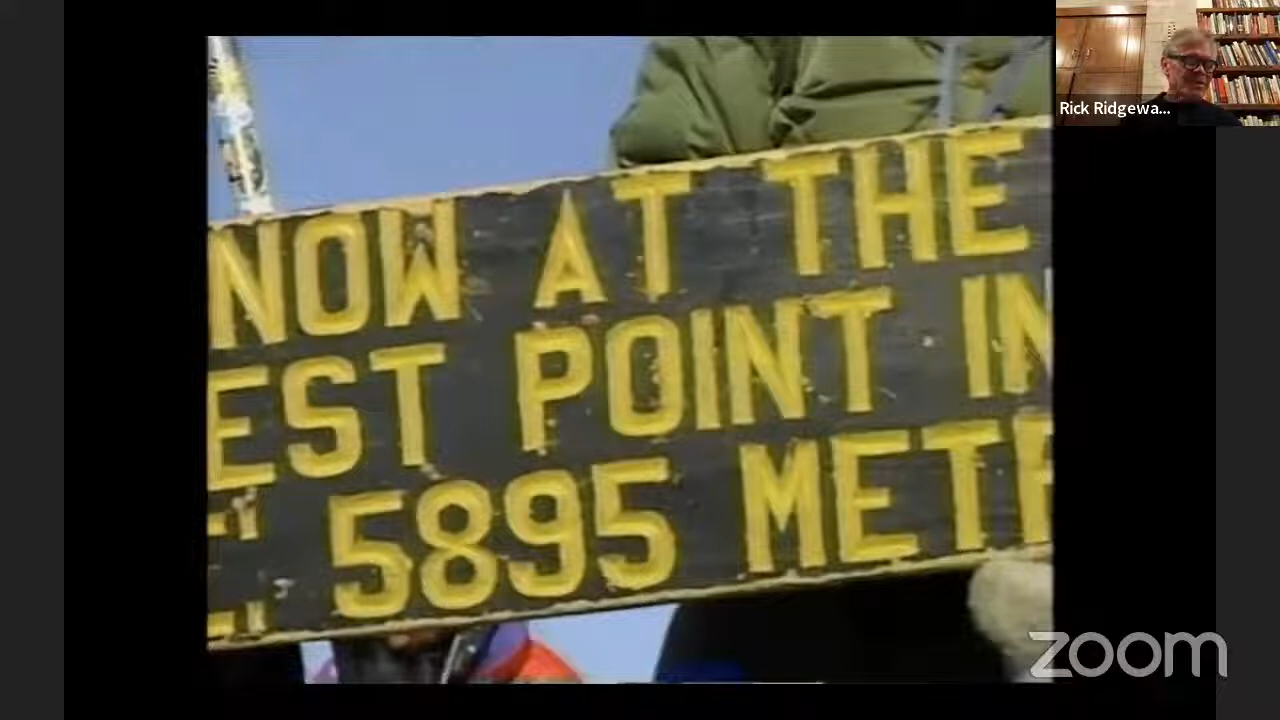 NOW AT THE
EST POINT IN
5895 METR
Rick Ridgewa...
zoom